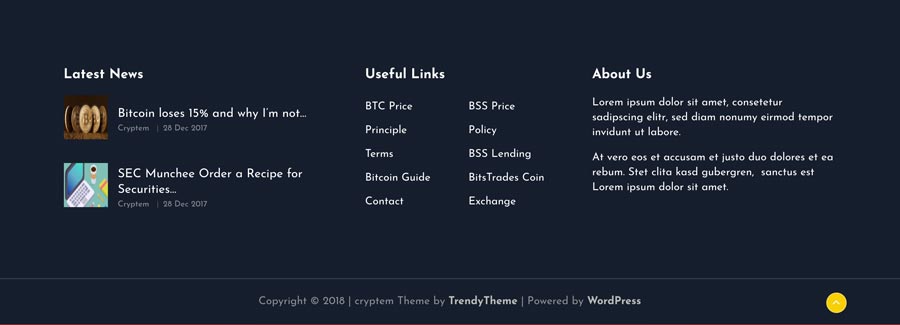 Latest News
Bitcoin loses 15% and why I'm not...
Cryptem | 28 Dec 2017
SEC Munchee Order a Recipe for
Securities...
Cryptem | 28 Dec 2017
Useful Links
BTC Price
BSS Price
Principle
Policy
Terms
BSS Lending
Bitcoin Guide
BitsTrades Coin
Contact
Exchange
About Us
Lorem ipsum dolor sit amet, consetetur
sadipscing elitr, sed diam nonumy eirmod tempor
invidunt ut labore.
At vero eos et accusam et justo duo dolores et ea
rebum. Stet clita kasd gubergren,  sanctus est
Lorem ipsum dolor sit amet.
Copyright © 2018 | cryptem Theme by TrendyTheme | Powered by WordPress